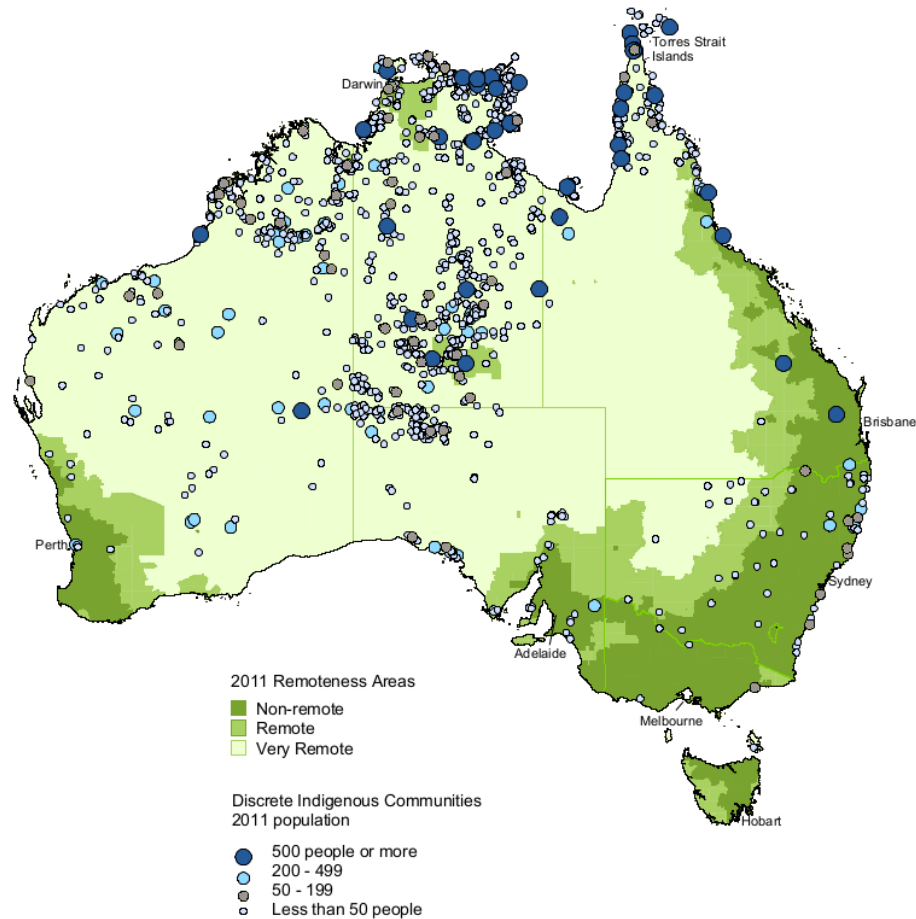 Torres Strait
Islands
Darwin
Brisbane
Perth
Sydney
Adelaide
Melbourne
Hobart
2011 Remoteness Areas
Non-remote
Remote
Very Remote
Discrete Indigenous Communities
2011 population
500 people or more
200 - 499
50 - 199
Less than 50 people